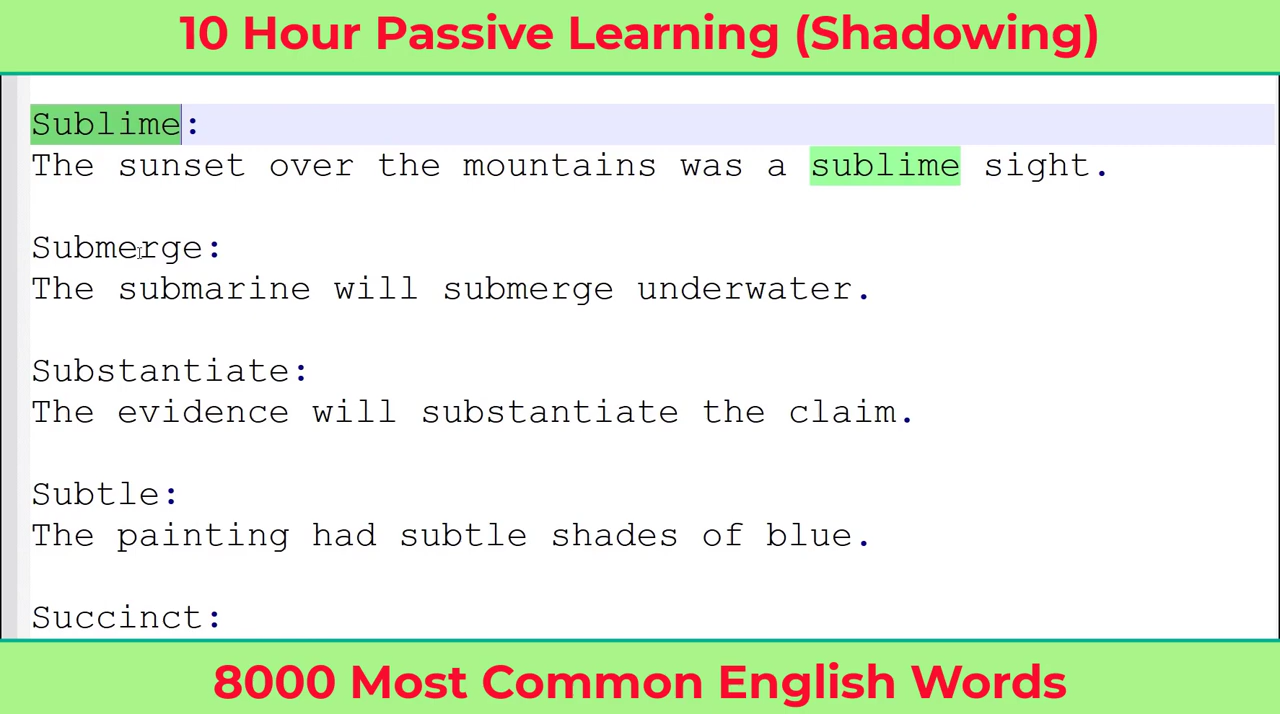 10 Hour Passive Learning (Shadowing)
Sublime:
The sunset over the mountains was a sublime sight.
Submerge:
The submarine will submerge underwater.
Substantiate:
The evidence will substantiate the claim.
Subtle:
The painting had subtle shades of blue.
Succinct:
8000 Most Common English Words